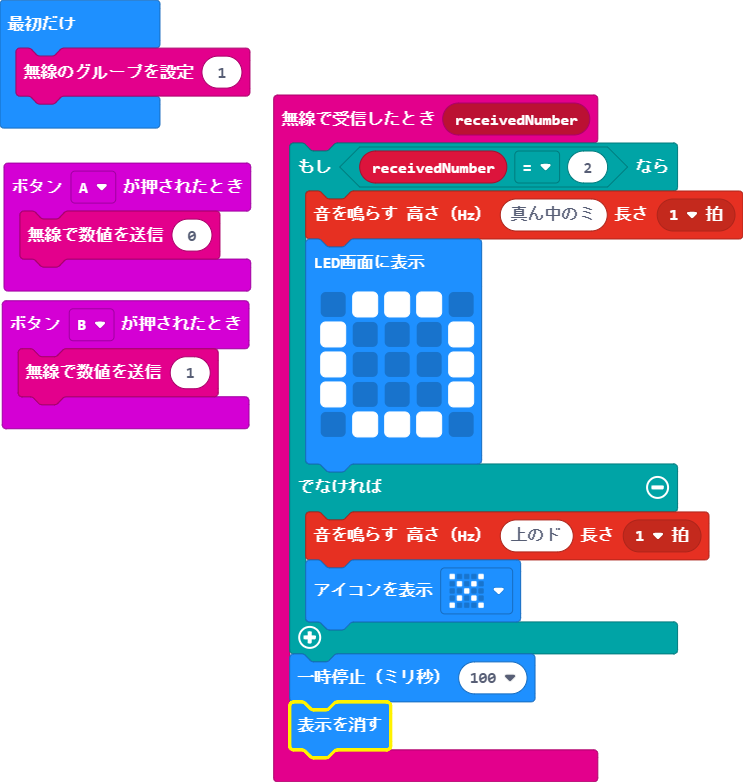 最初だけ
無線のグループを設定 1
ボタン A が押されたとき
無線で数値を送信 0
ボタン B が押されたとき
無線で数値を送信 1
無線で受信したとき receivedNumber
もし receivedNumber = 2 なら
音を鳴らす 高さ（Hz） 真ん中のミ 長さ 1 拍
LED画面に表示
でなければ
音を鳴らす 高さ（Hz） 上のド 長さ 1 拍
アイコンを表示
一時停止（ミリ秒） 100
表示を消す